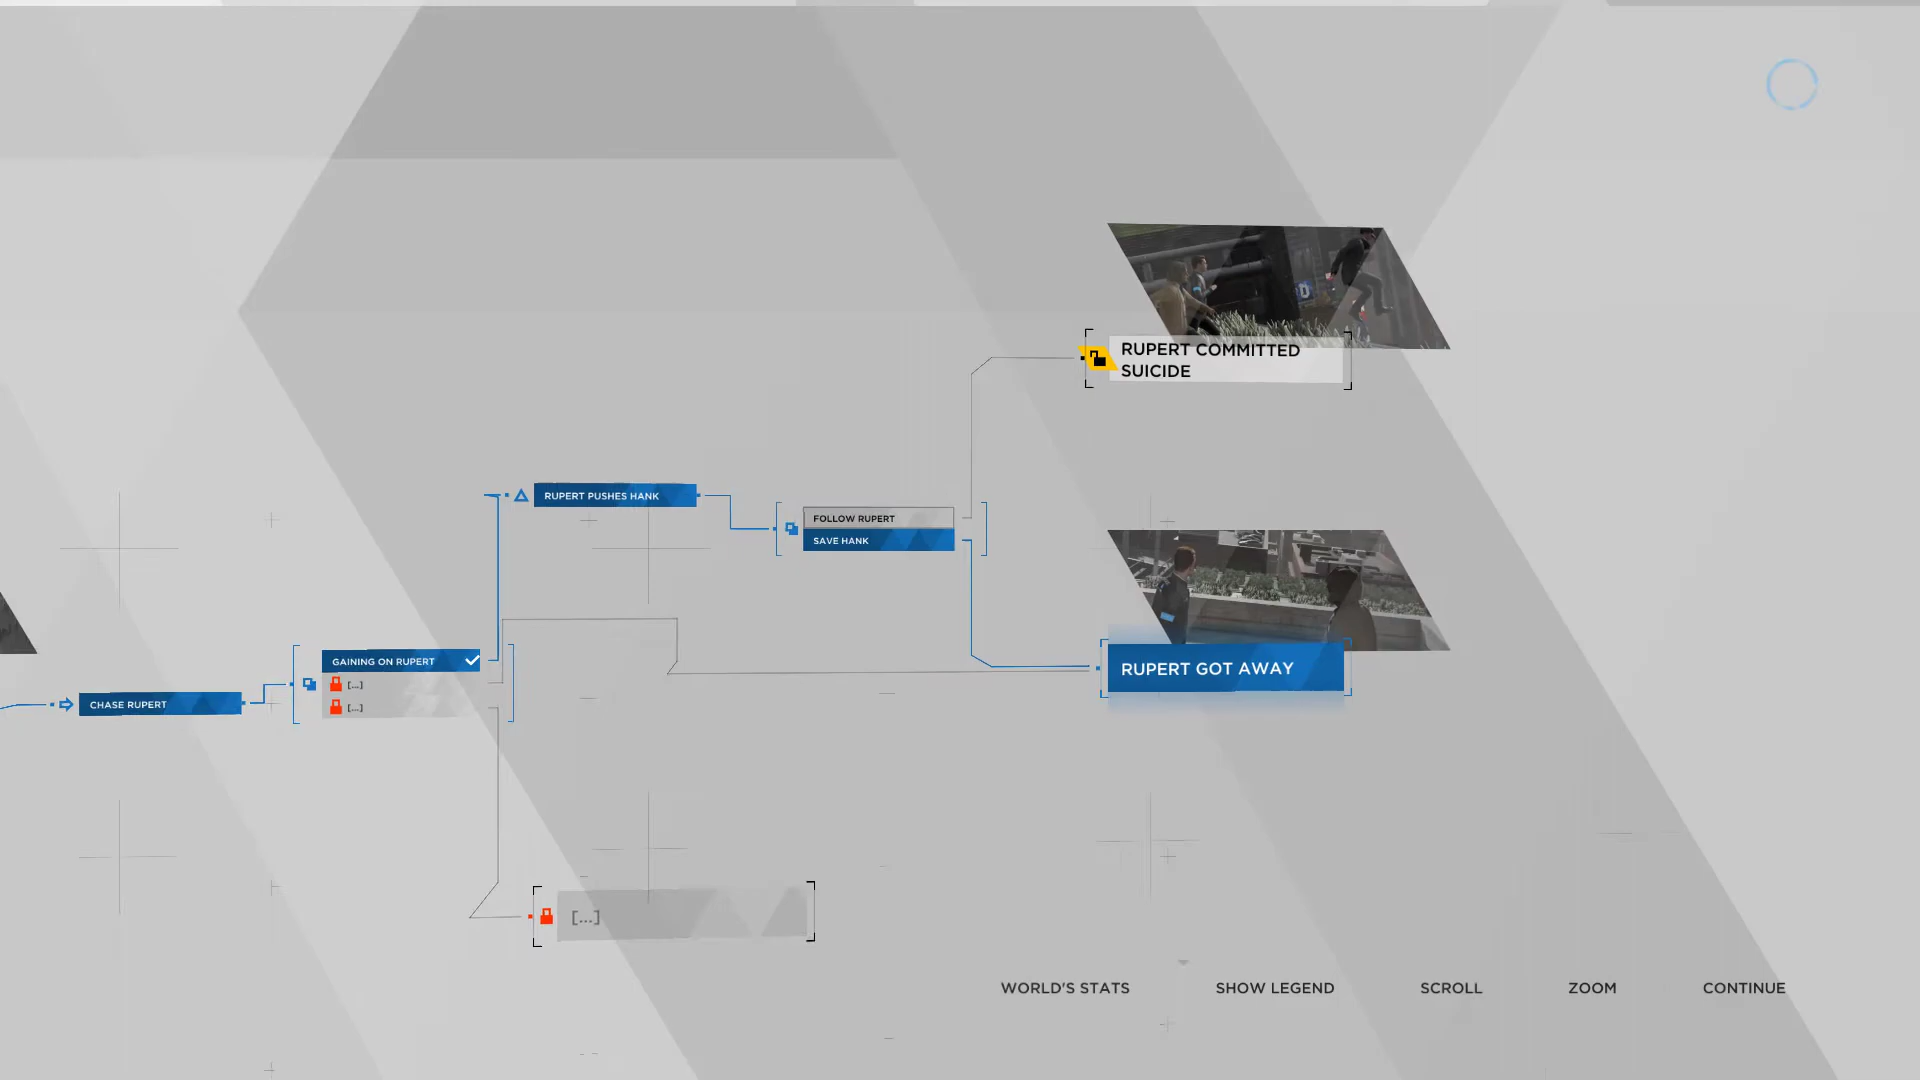 RUPERT COMMITTED
SUICIDE
RUPERT PUSHES HANK
FOLLOW RUPERT
SAVE HANK
GAINING ON RUPERT
[...]
[...]
CHASE RUPERT
RUPERT GOT AWAY
[...]
WORLD'S STATS
SHOW LEGEND
SCROLL
ZOOM
CONTINUE